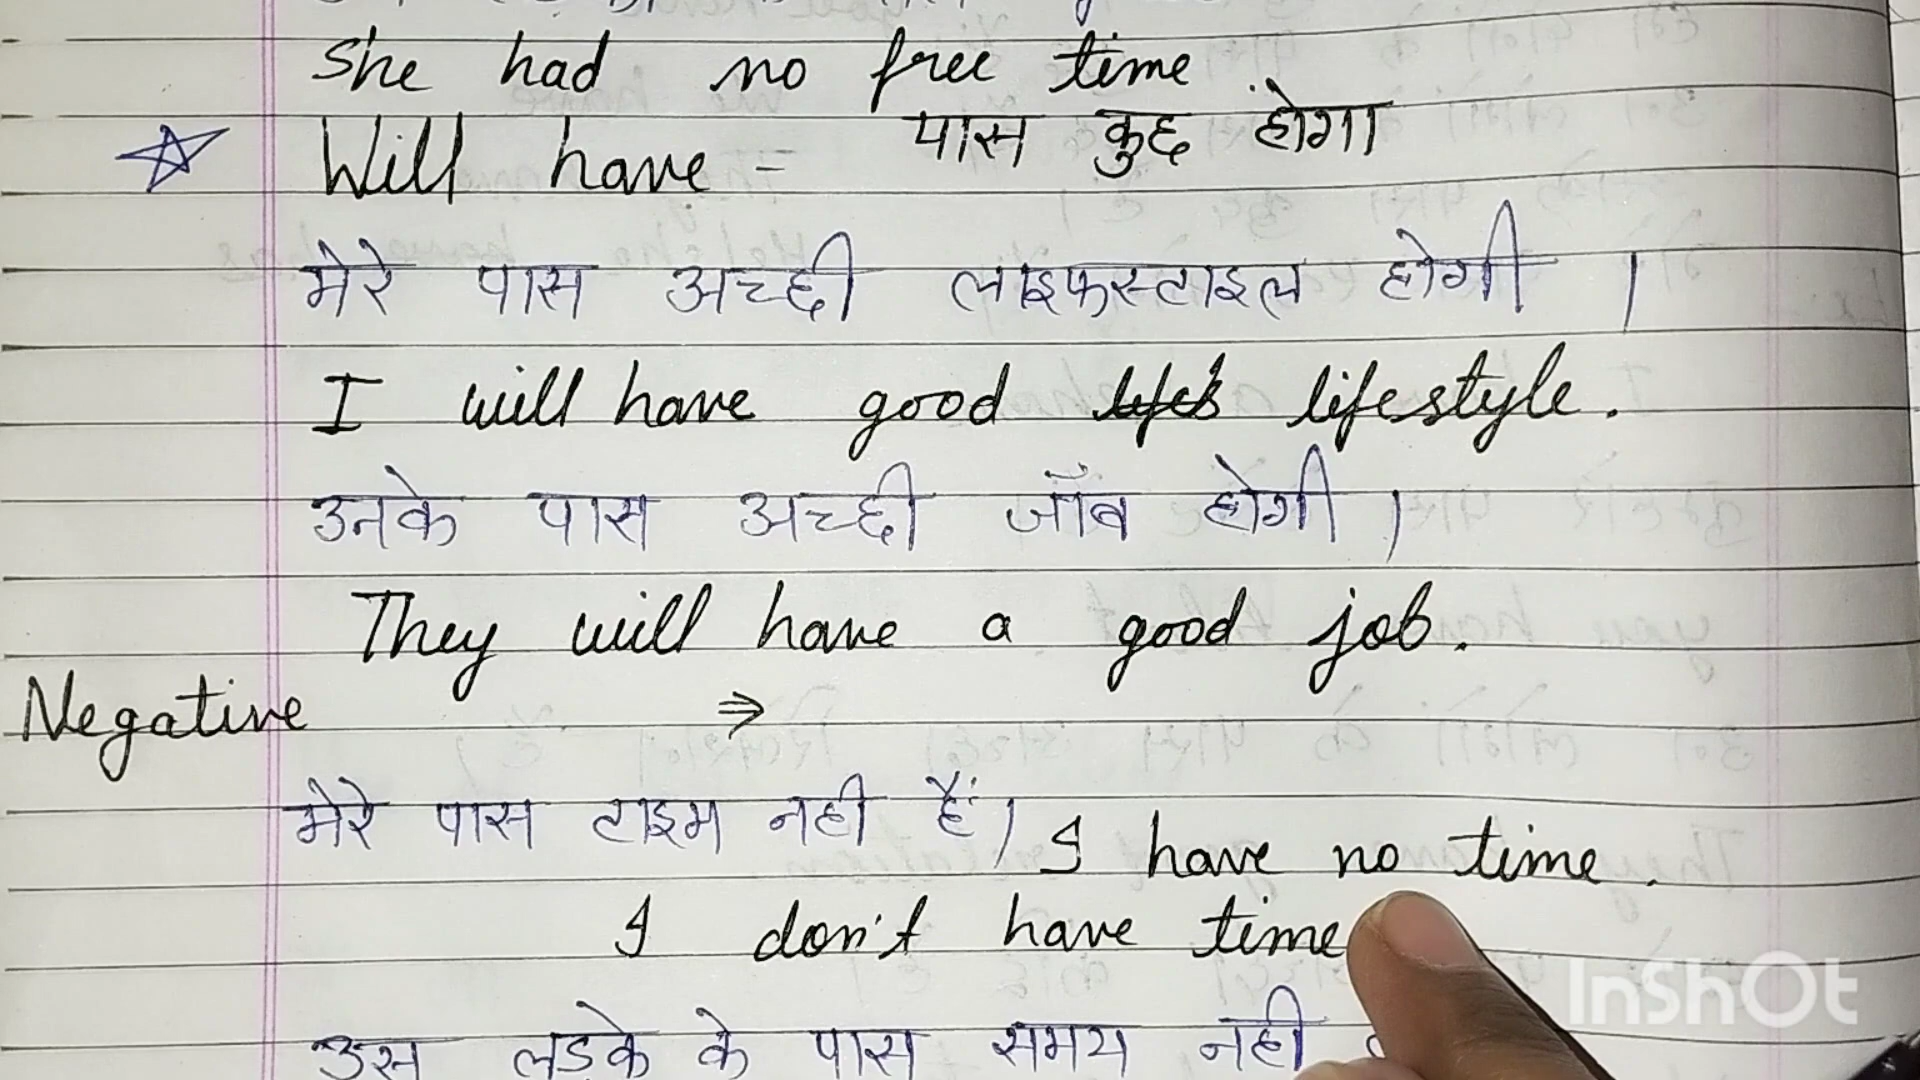 She had no free time
Will have - पास कुछ होगा
मेरे पास अच्छी लाइफस्टाइल होगी ।
I will have good lifestyle.
उनके पास अच्छी जॉब होगी ।
They will have a good job.
Negative ⇒
मेरे पास टाइम नही हैं। I have no time.
I don't have time
उस लड़के के पास समय नही
InShOt